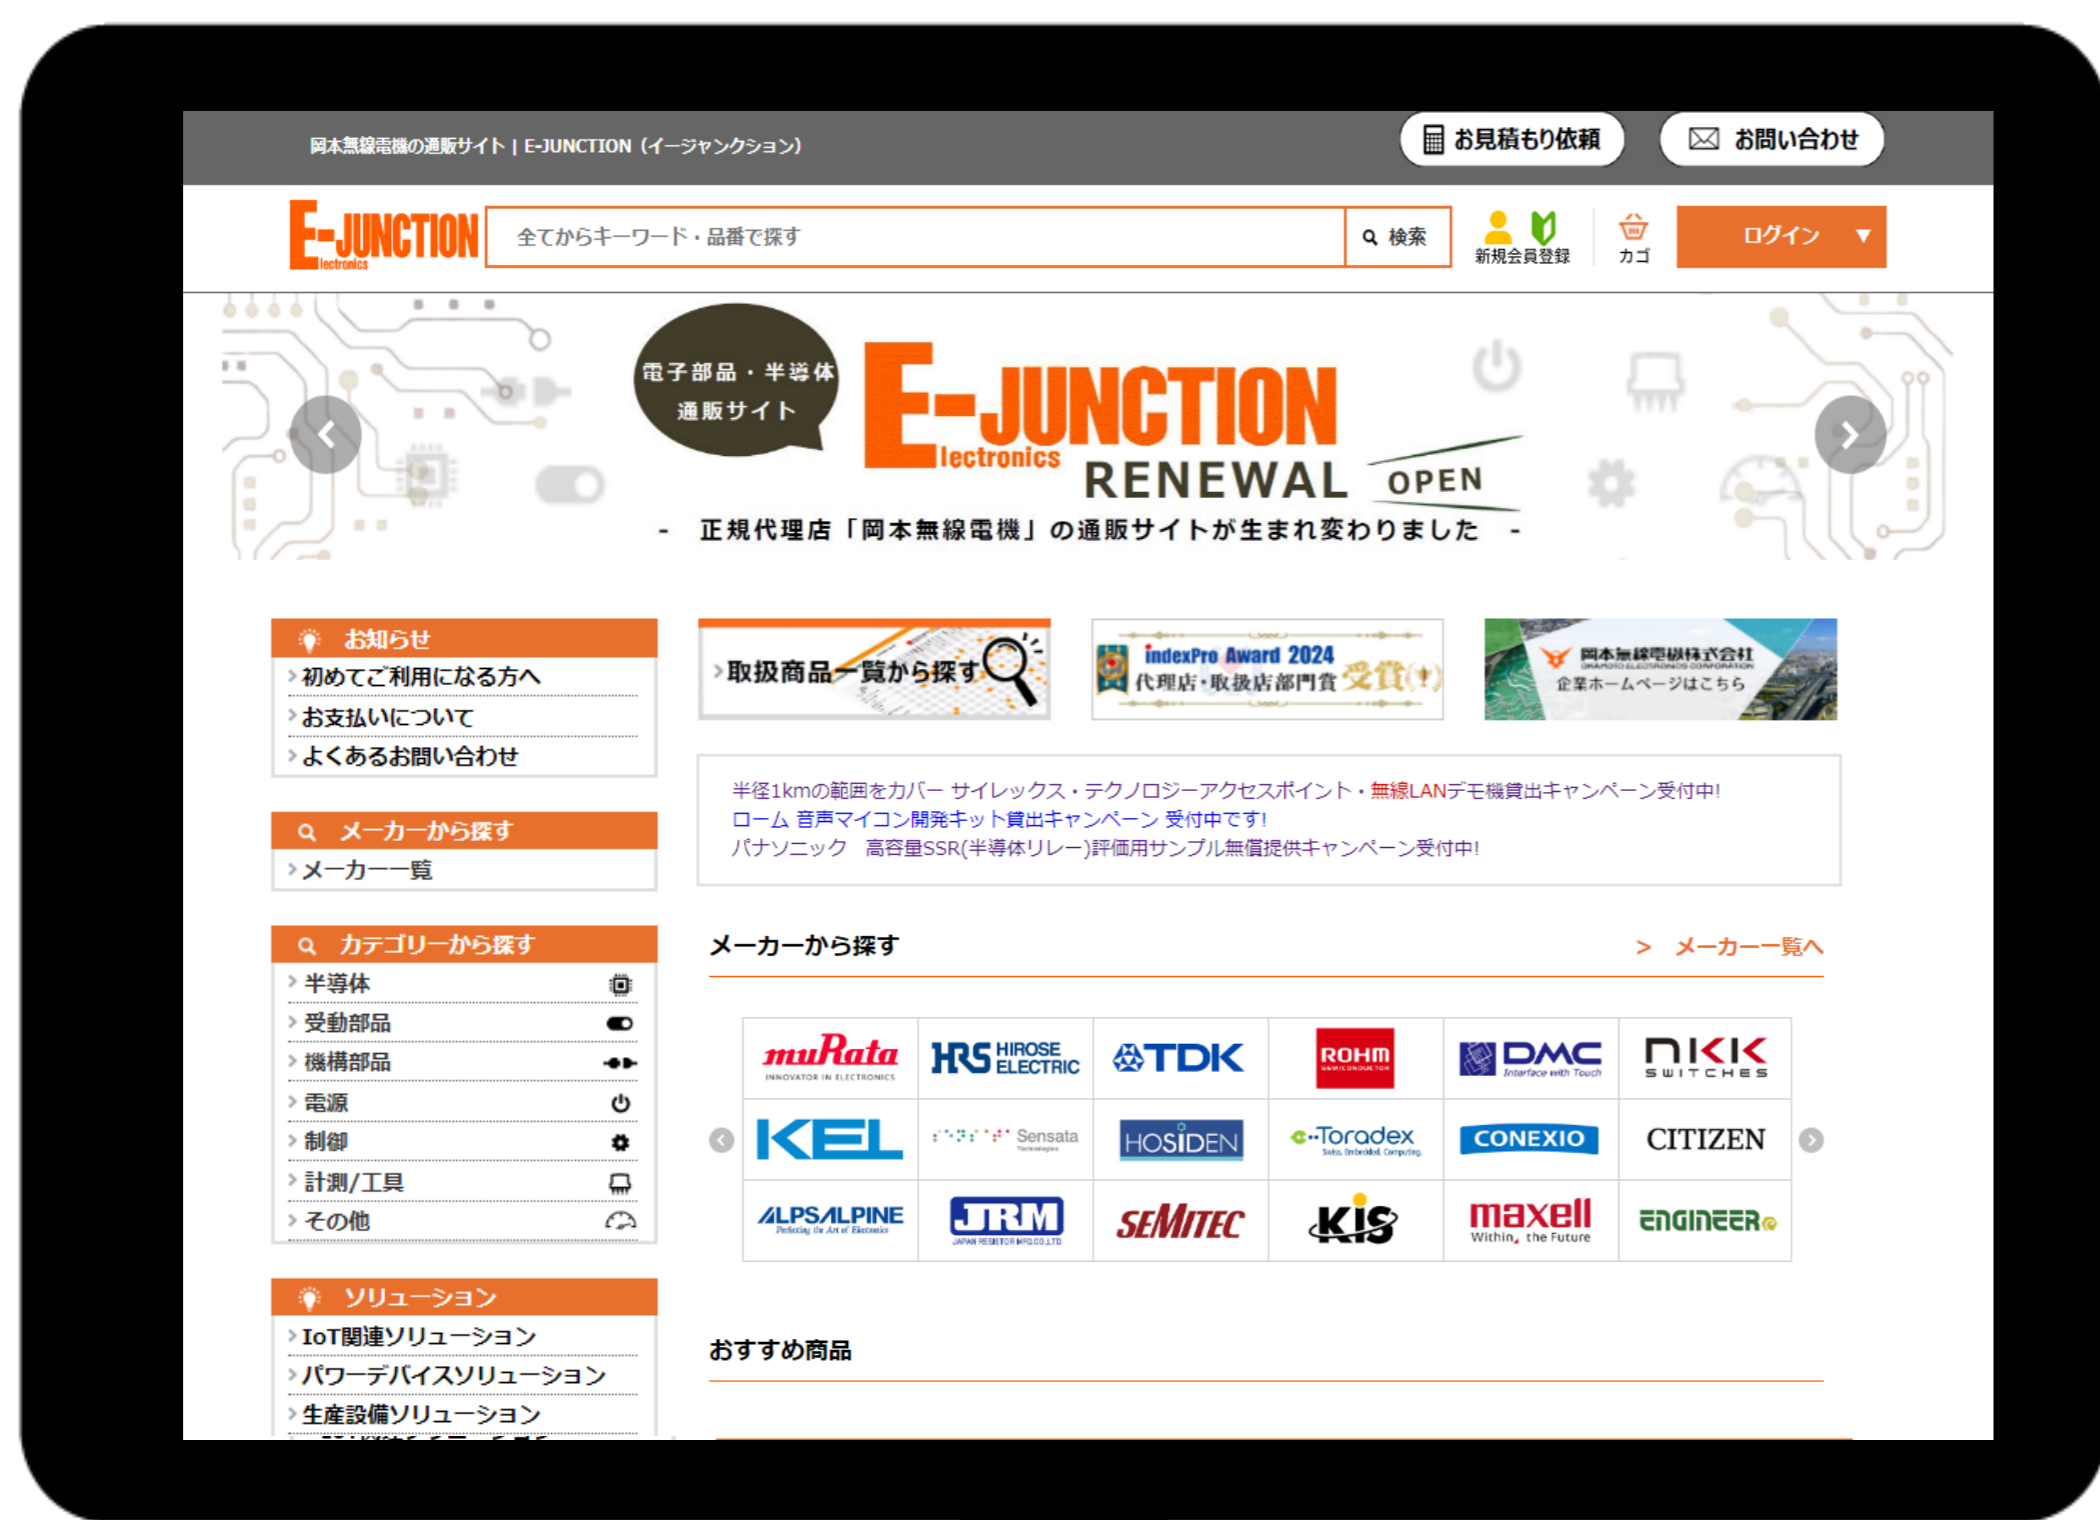 岡本無線電機の通販サイト | E-JUNCTION（イージャンクション）
お見積もり依頼
お問い合わせ
E-JUNCTION
lectronics
全てからキーワード・品番で探す
検索
新規会員登録
カゴ
ログイン ▼
電子部品・半導体
通販サイト
E-JUNCTION
lectronics
RENEWAL OPEN
- 正規代理店「岡本無線電機」の通販サイトが生まれ変わりました -
お知らせ
初めてご利用になる方へ
お支払いについて
よくあるお問い合わせ
メーカーから探す
メーカー一覧
カテゴリーから探す
半導体
受動部品
機構部品
電源
制御
計測/工具
その他
ソリューション
IoT関連ソリューション
パワーデバイスソリューション
生産設備ソリューション
取扱商品一覧から探す
indexPro Award 2024
代理店・取扱店部門賞 受賞(!)
岡本無線電機株式会社
OKAMOTO ELECTRONICS CORPORATION
企業ホームページはこちら
半径1kmの範囲をカバー サイレックス・テクノロジーアクセスポイント・無線LANデモ機貸出キャンペーン受付中!
ローム 音声マイコン開発キット貸出キャンペーン 受付中です!
パナソニック　高容量SSR(半導体リレー)評価用サンプル無償提供キャンペーン受付中!
メーカーから探す
> メーカー一覧へ
muRata
INNOVATOR IN ELECTRONICS
HRS HIROSE ELECTRIC
TDK
ROHM
SEMICONDUCTOR
DMC
Interface with Touch
NKK
SWITCHES
KEL
Sensata
Technologies
HOSIDEN
Toradex
Swiss. Embedded. Computing.
CONEXIO
CITIZEN
ALPSALPINE
Perfecting the Art of Electronics
JRM
JAPAN RESISTOR MFG.CO.,LTD
SEMITEC
KIS
maxell
Within, the Future
ENGINEER
おすすめ商品